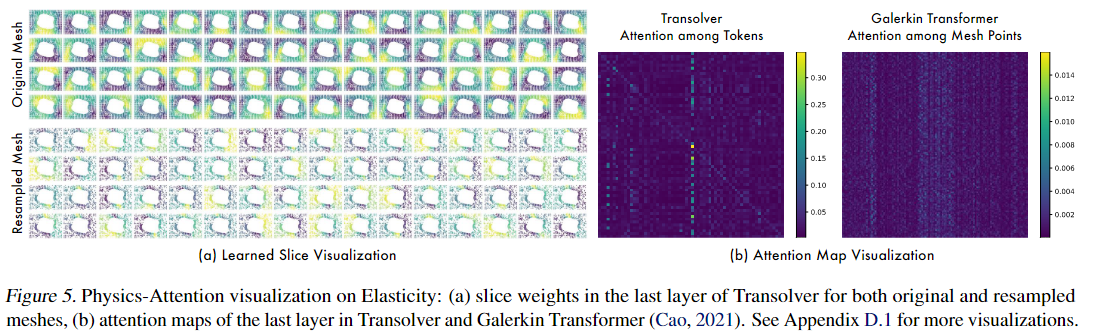 Original Mesh
Resampled Mesh
(a) Learned Slice Visualization
Transolver
Attention among Tokens
0.30
0.25
0.20
0.15
0.10
0.05
Galerkin Transformer
Attention among Mesh Points
0.014
0.012
0.010
0.008
0.006
0.004
0.002
(b) Attention Map Visualization
Figure 5. Physics-Attention visualization on Elasticity: (a) slice weights in the last layer of Transolver for both original and resampled
meshes, (b) attention maps of the last layer in Transolver and Galerkin Transformer (Cao, 2021). See Appendix D.1 for more visualizations.